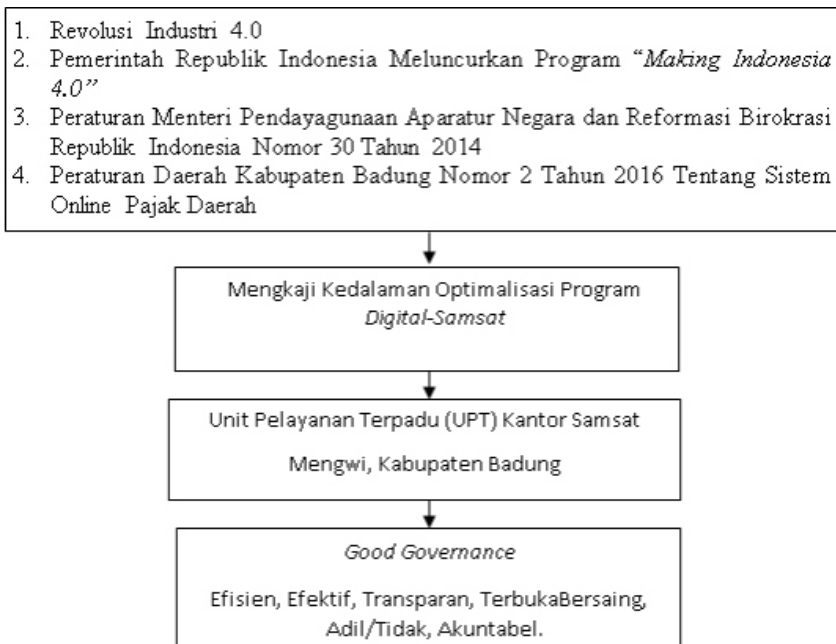 1. Revolusi Industri 4.0
2. Pemerintah Republik Indonesia Meluncurkan Program “Making Indonesia
4.0”
3. Peraturan Menteri Pendayagunaan Aparatur Negara dan Reformasi Birokrasi
Republik Indonesia Nomor 30 Tahun 2014
4. Peraturan Daerah Kabupaten Badung Nomor 2 Tahun 2016 Tentang Sistem
Online Pajak Daerah
Mengkaji Kedalaman Optimalisasi Program
Digital-Samsat
Unit Pelayanan Terpadu (UPT) Kantor Samsat
Mengwi, Kabupaten Badung
Good Governance
Efisien, Efektif, Transparan, TerbukaBersaing,
Adil/Tidak, Akuntabel.